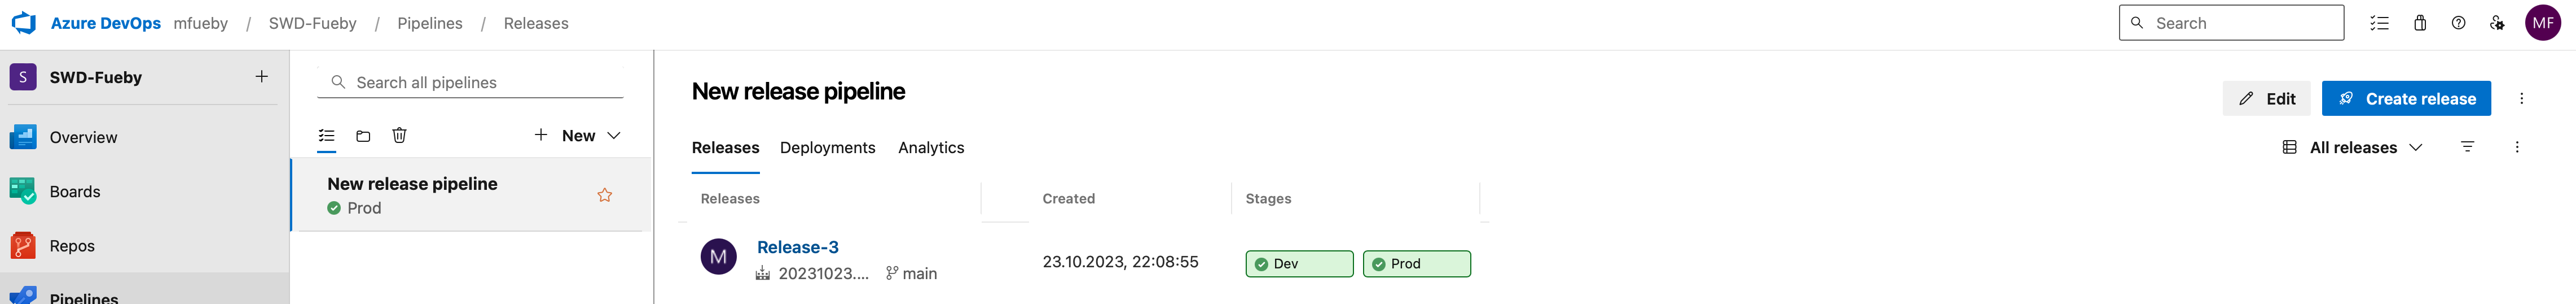 Azure DevOps mfueby / SWD-Fueby / Pipelines / Releases
Search
MF
S SWD-Fueby
Overview
Boards
Repos
Pipelines
Search all pipelines
New
New release pipeline
Prod
New release pipeline
Edit
Create release
Releases Deployments Analytics
All releases
Releases Created Stages
M Release-3
20231023.... main
23.10.2023, 22:08:55
Dev Prod